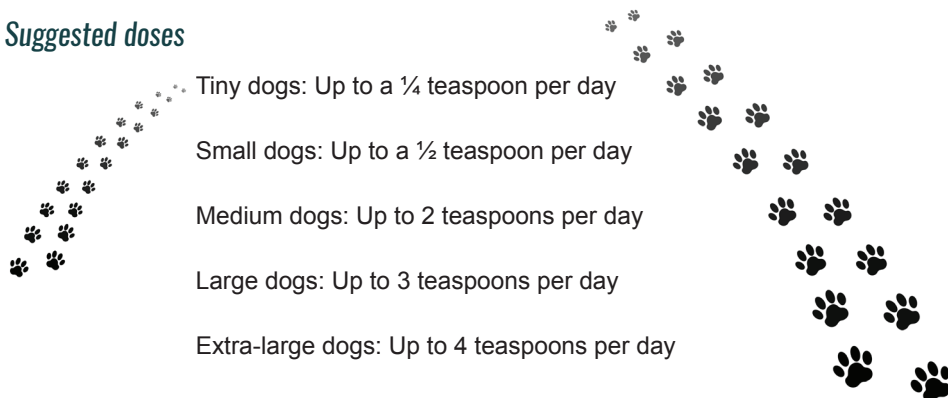 Suggested doses
Tiny dogs: Up to a ¼ teaspoon per day
Small dogs: Up to a ½ teaspoon per day
Medium dogs: Up to 2 teaspoons per day
Large dogs: Up to 3 teaspoons per day
Extra-large dogs: Up to 4 teaspoons per day